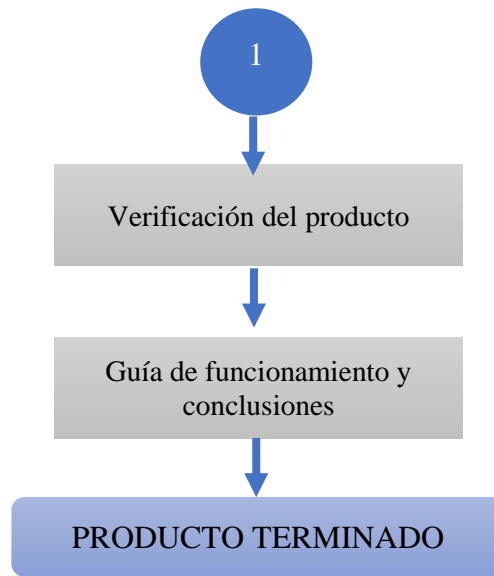 1
Verificación del producto
Guía de funcionamiento y
conclusiones
PRODUCTO TERMINADO